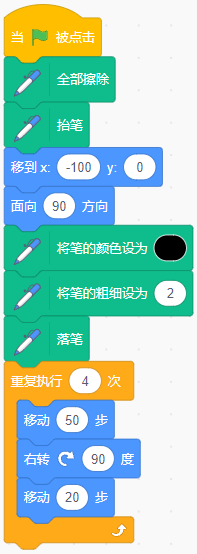 当 被点击
全部擦除
抬笔
移到 x: -100 y: 0
面向 90 方向
将笔的颜色设为
将笔的粗细设为 2
落笔
重复执行 4 次
移动 50 步
右转 90 度
移动 20 步